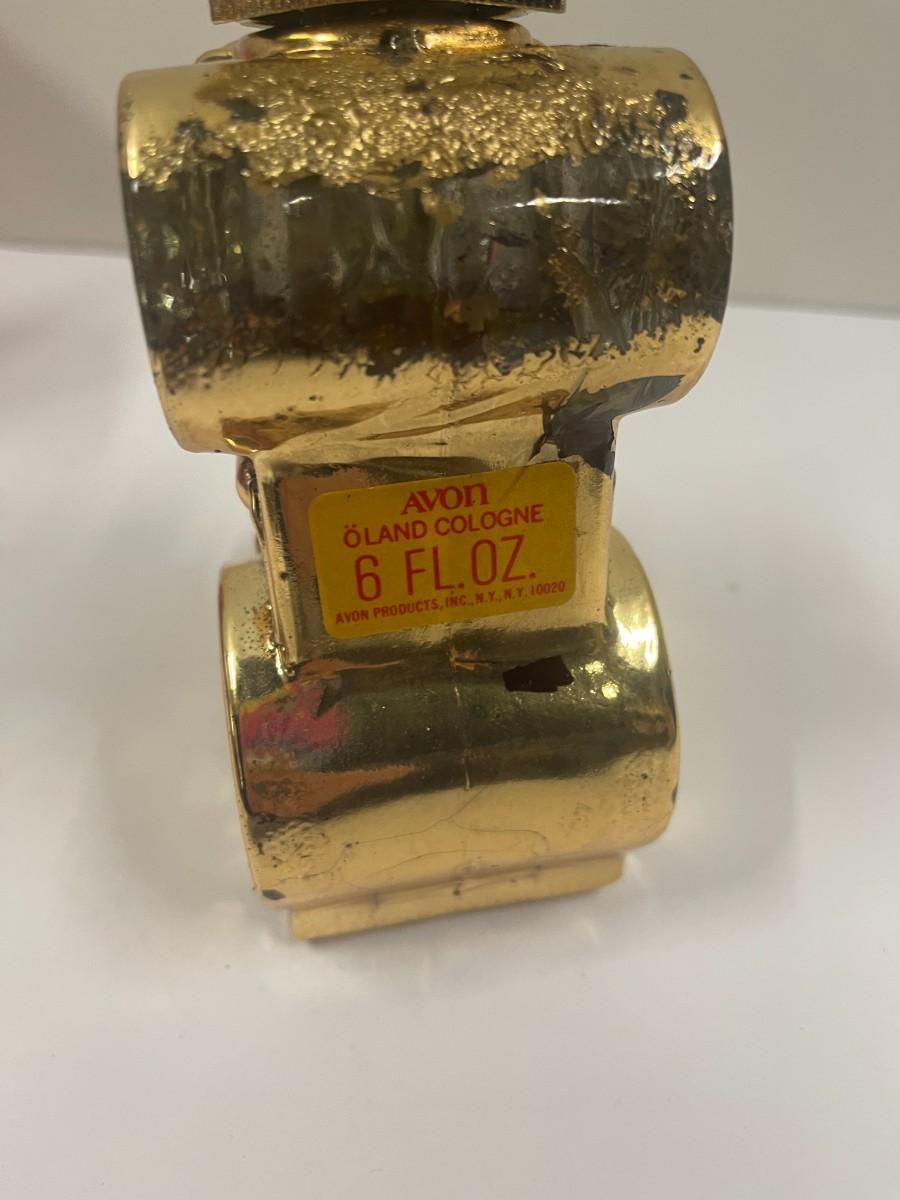 AVON
ÖLAND COLOGNE
6 FL. OZ.
AVON PRODUCTS, INC., N.Y., N.Y. 10020